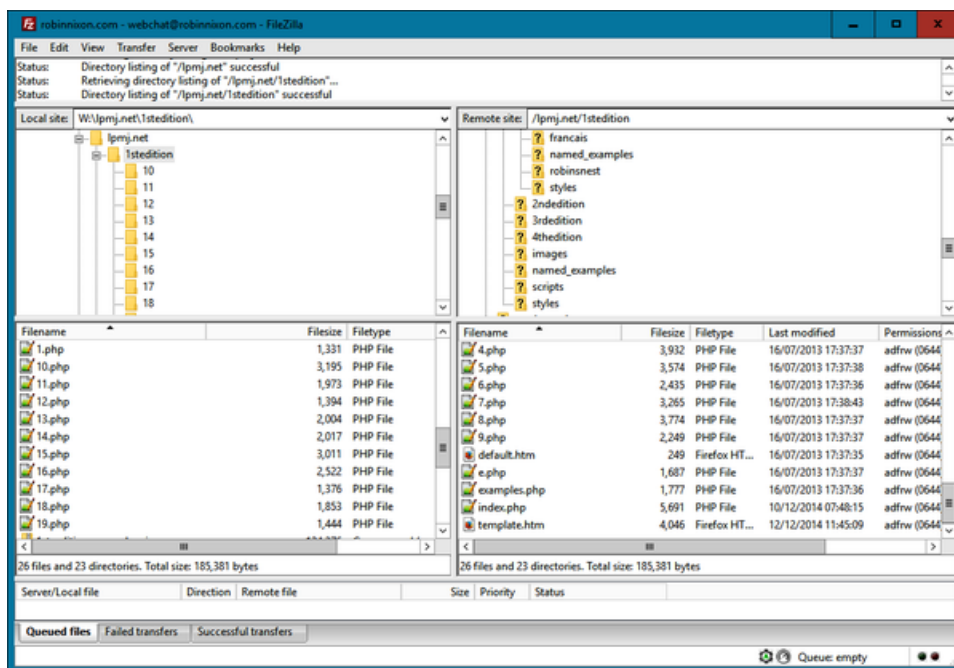 robinnixon.com - webchat@robinnixon.com - FileZilla
File Edit View Transfer Server Bookmarks Help
Status: Directory listing of "/lpmj.net" successful
Status: Retrieving directory listing of "/lpmj.net/1stedition"...
Status: Directory listing of "/lpmj.net/1stedition" successful
Local site: W:\lpmj.net\1stedition\
lpmj.net
1stedition
10
11
12
13
14
15
16
17
18
Remote site: /lpmj.net/1stedition
francais
named_examples
robinsnest
styles
2ndedition
3rdedition
4thedition
images
named_examples
scripts
styles
Filename Filesize Filetype
1.php 1,331 PHP File
10.php 3,195 PHP File
11.php 1,973 PHP File
12.php 1,394 PHP File
13.php 2,004 PHP File
14.php 2,017 PHP File
15.php 3,011 PHP File
16.php 2,522 PHP File
17.php 1,376 PHP File
18.php 1,853 PHP File
19.php 1,444 PHP File
26 files and 23 directories. Total size: 185,381 bytes
Filename Filesize Filetype Last modified Permissions
4.php 3,932 PHP File 16/07/2013 17:37:37 adfrw (0644
5.php 3,574 PHP File 16/07/2013 17:37:38 adfrw (0644
6.php 2,435 PHP File 16/07/2013 17:37:36 adfrw (0644
7.php 3,265 PHP File 16/07/2013 17:38:43 adfrw (0644
8.php 3,774 PHP File 16/07/2013 17:37:37 adfrw (0644
9.php 2,249 PHP File 16/07/2013 17:37:37 adfrw (0644
default.htm 249 Firefox HT... 16/07/2013 17:37:35 adfrw (0644
e.php 1,687 PHP File 16/07/2013 17:37:37 adfrw (0644
examples.php 1,777 PHP File 16/07/2013 17:37:36 adfrw (0644
index.php 5,691 PHP File 10/12/2014 07:48:15 adfrw (0644
template.htm 4,046 Firefox HT... 12/12/2014 11:45:09 adfrw (0644
26 files and 23 directories. Total size: 185,381 bytes
Server/Local file Direction Remote file Size Priority Status
Queued files Failed transfers Successful transfers
Queue: empty